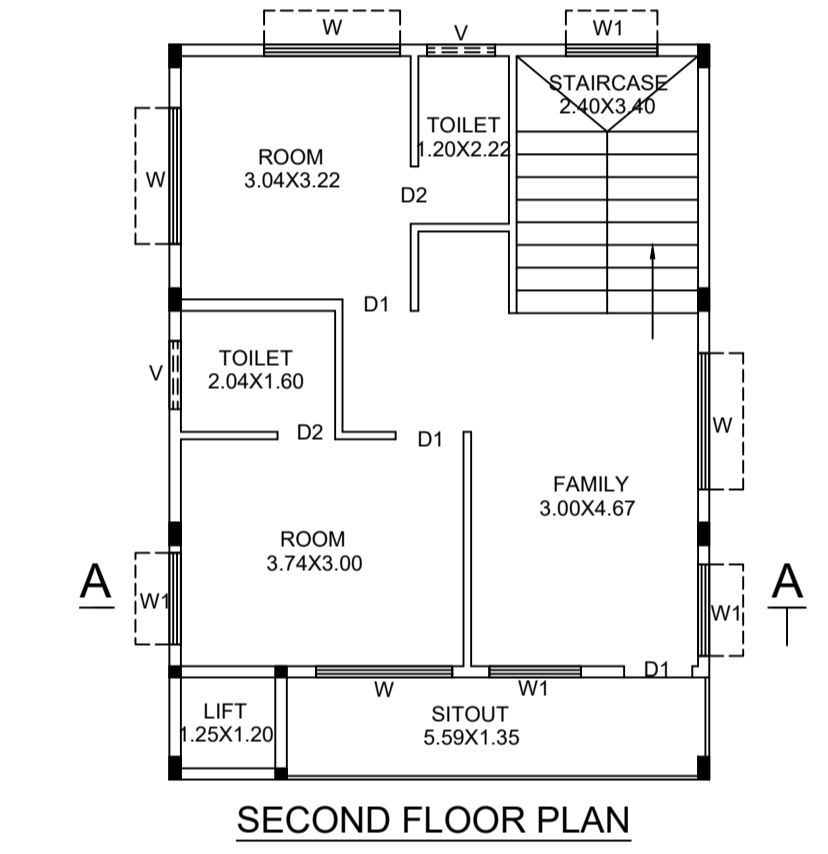 W
W1
V
STAIRCASE
2.40X3.40
TOILET
1.20X2.22
ROOM
3.04X3.22
W
D2
D1
TOILET
2.04X1.60
V
D2
D1
W
FAMILY
3.00X4.67
ROOM
3.74X3.00
A
W1
W1
A
D1
W
W1
LIFT
1.25X1.20
SITOUT
5.59X1.35
SECOND FLOOR PLAN